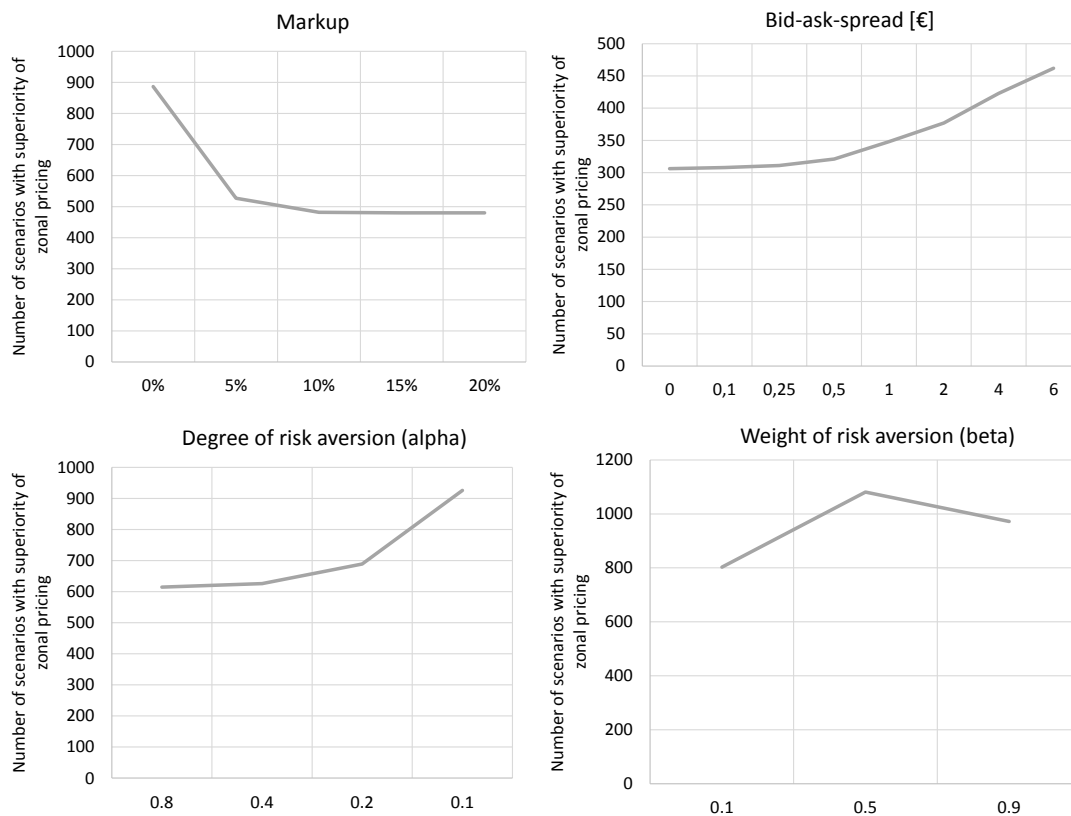 Markup
Number of scenarios with superiority of
zonal pricing
1000
900
800
700
600
500
400
300
200
100
0
0% 5% 10% 15% 20%
Bid-ask-spread [€]
Number of scenarios with superiority of
zonal pricing
500
450
400
350
300
250
200
150
100
50
0
0 0,1 0,25 0,5 1 2 4 6
Degree of risk aversion (alpha)
Number of scenarios with superiority of
zonal pricing
1000
900
800
700
600
500
400
300
200
100
0
0.8 0.4 0.2 0.1
Weight of risk aversion (beta)
Number of scenarios with superiority of
zonal pricing
1200
1000
800
600
400
200
0
0.1 0.5 0.9